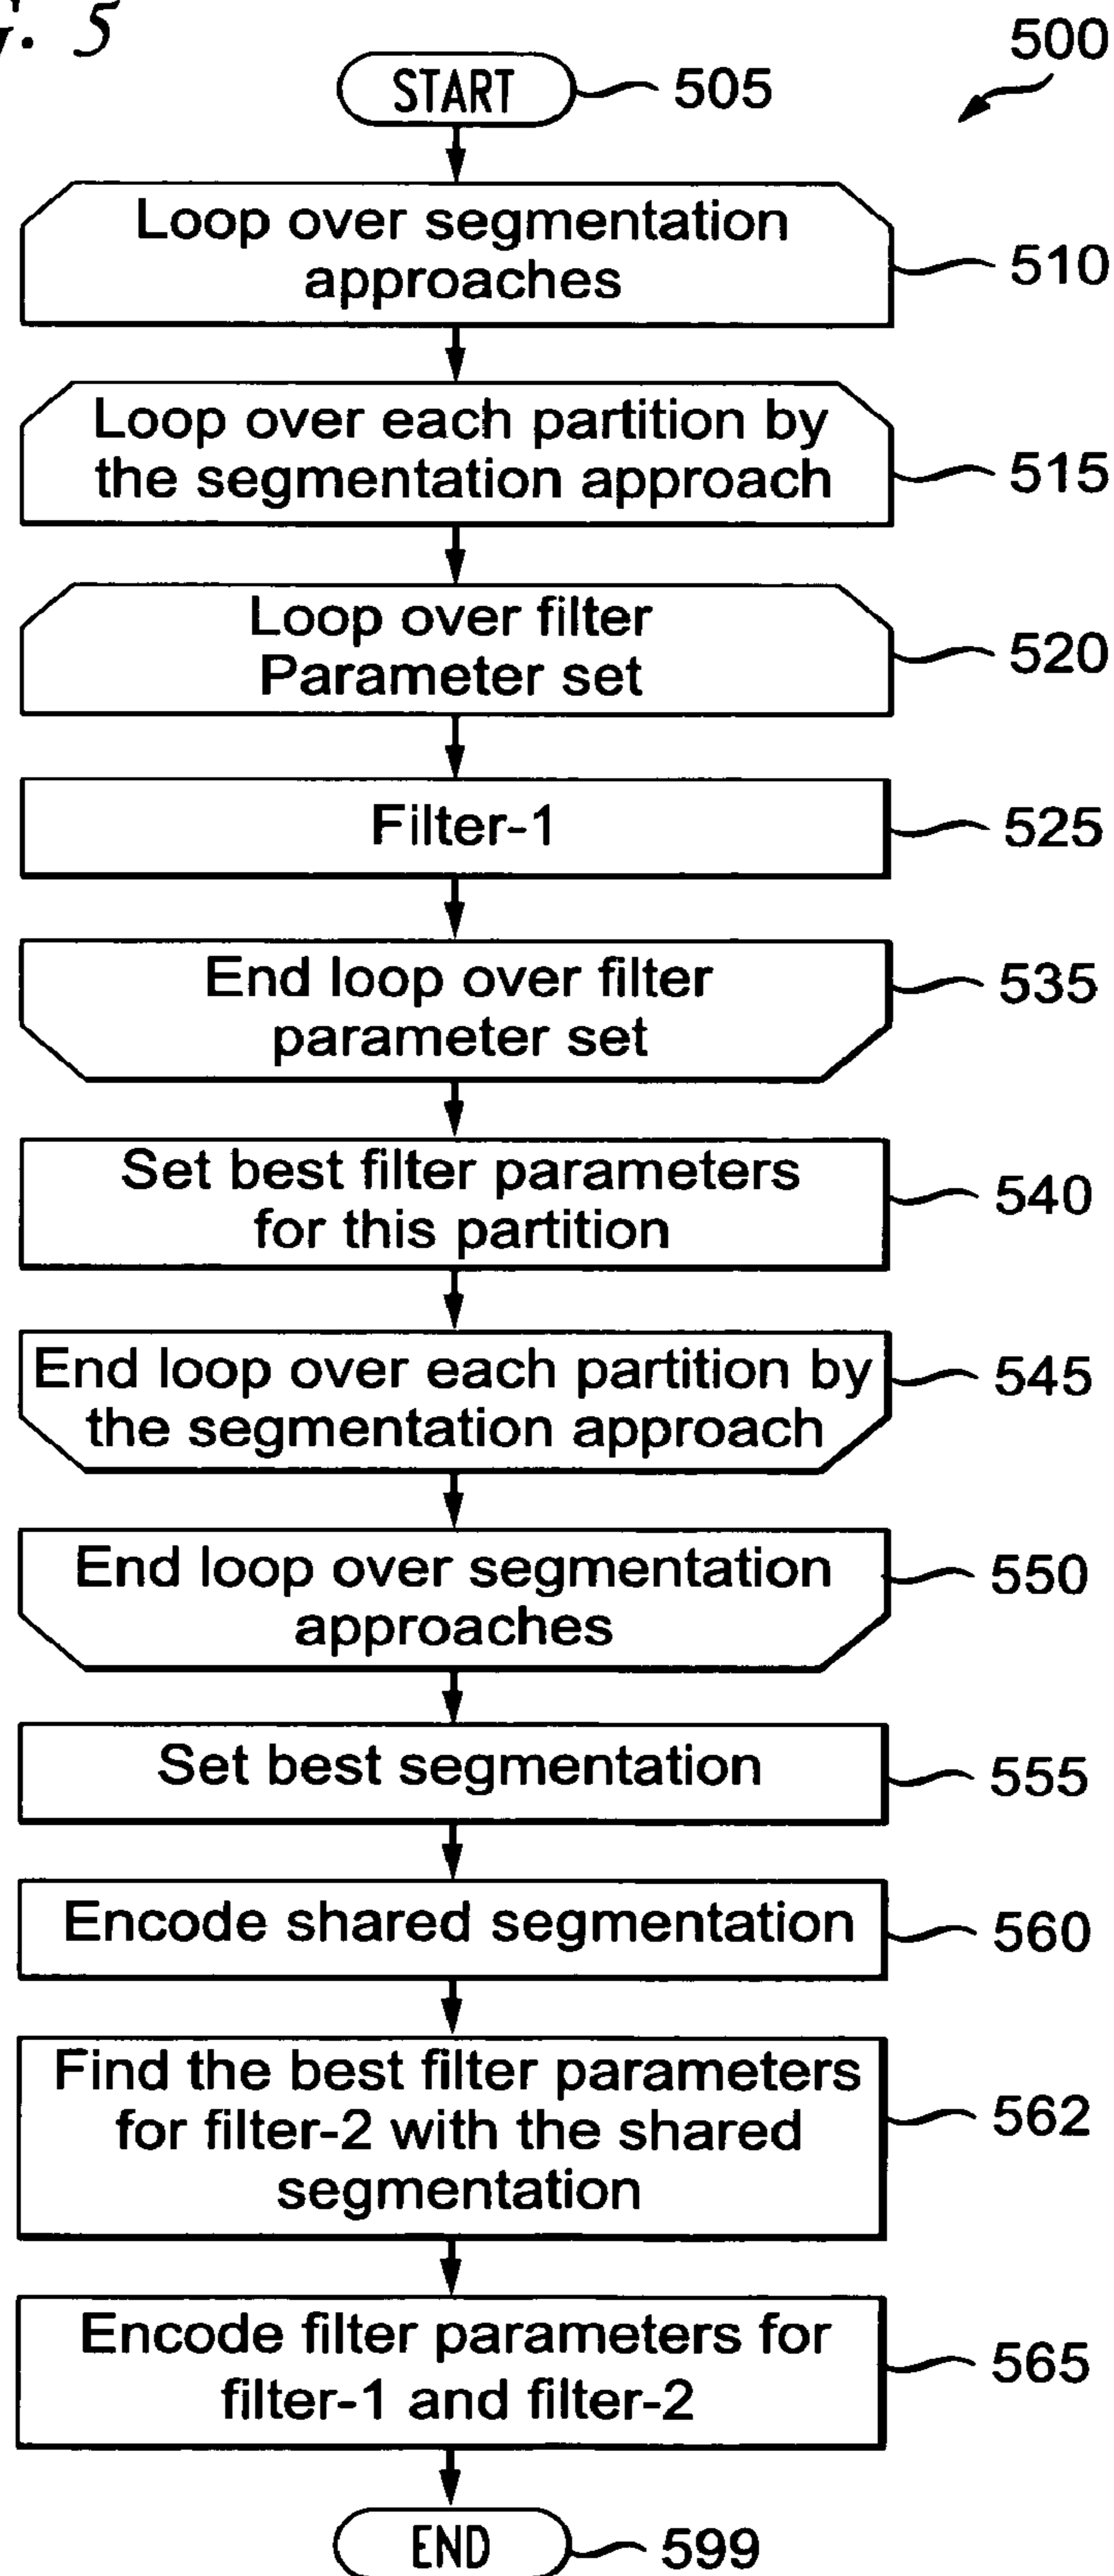 G. 5
500
START
505
Loop over segmentation
approaches
510
Loop over each partition by
the segmentation approach
515
Loop over filter
Parameter set
520
Filter-1
525
End loop over filter
parameter set
535
Set best filter parameters
for this partition
540
End loop over each partition by
the segmentation approach
545
End loop over segmentation
approaches
550
Set best segmentation
555
Encode shared segmentation
560
Find the best filter parameters
for filter-2 with the shared
segmentation
562
Encode filter parameters for
filter-1 and filter-2
565
END
599